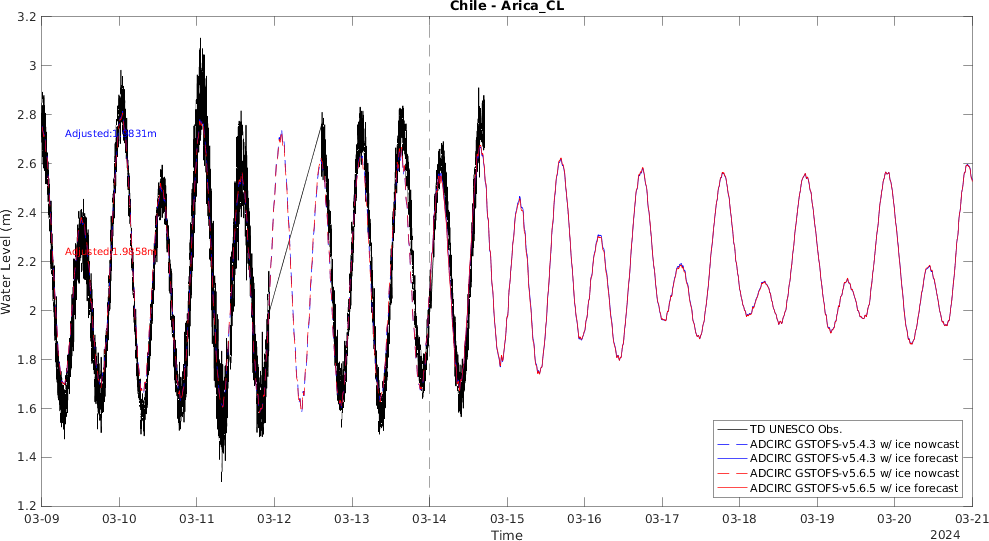 Chile - Arica_CL
3.2
3
2.8
2.6
2.4
2.2
2
1.8
1.6
1.4
1.2
Water Level (m)
Adjusted:1.9831m
Adjusted:1.9858m
TD UNESCO Obs.
ADCIRC GSTOFS-v5.4.3 w/ ice nowcast
ADCIRC GSTOFS-v5.4.3 w/ ice forecast
ADCIRC GSTOFS-v5.6.5 w/ ice nowcast
ADCIRC GSTOFS-v5.6.5 w/ ice forecast
03-09 03-10 03-11 03-12 03-13 03-14 03-15 03-16 03-17 03-18 03-19 03-20 03-21
Time
2024